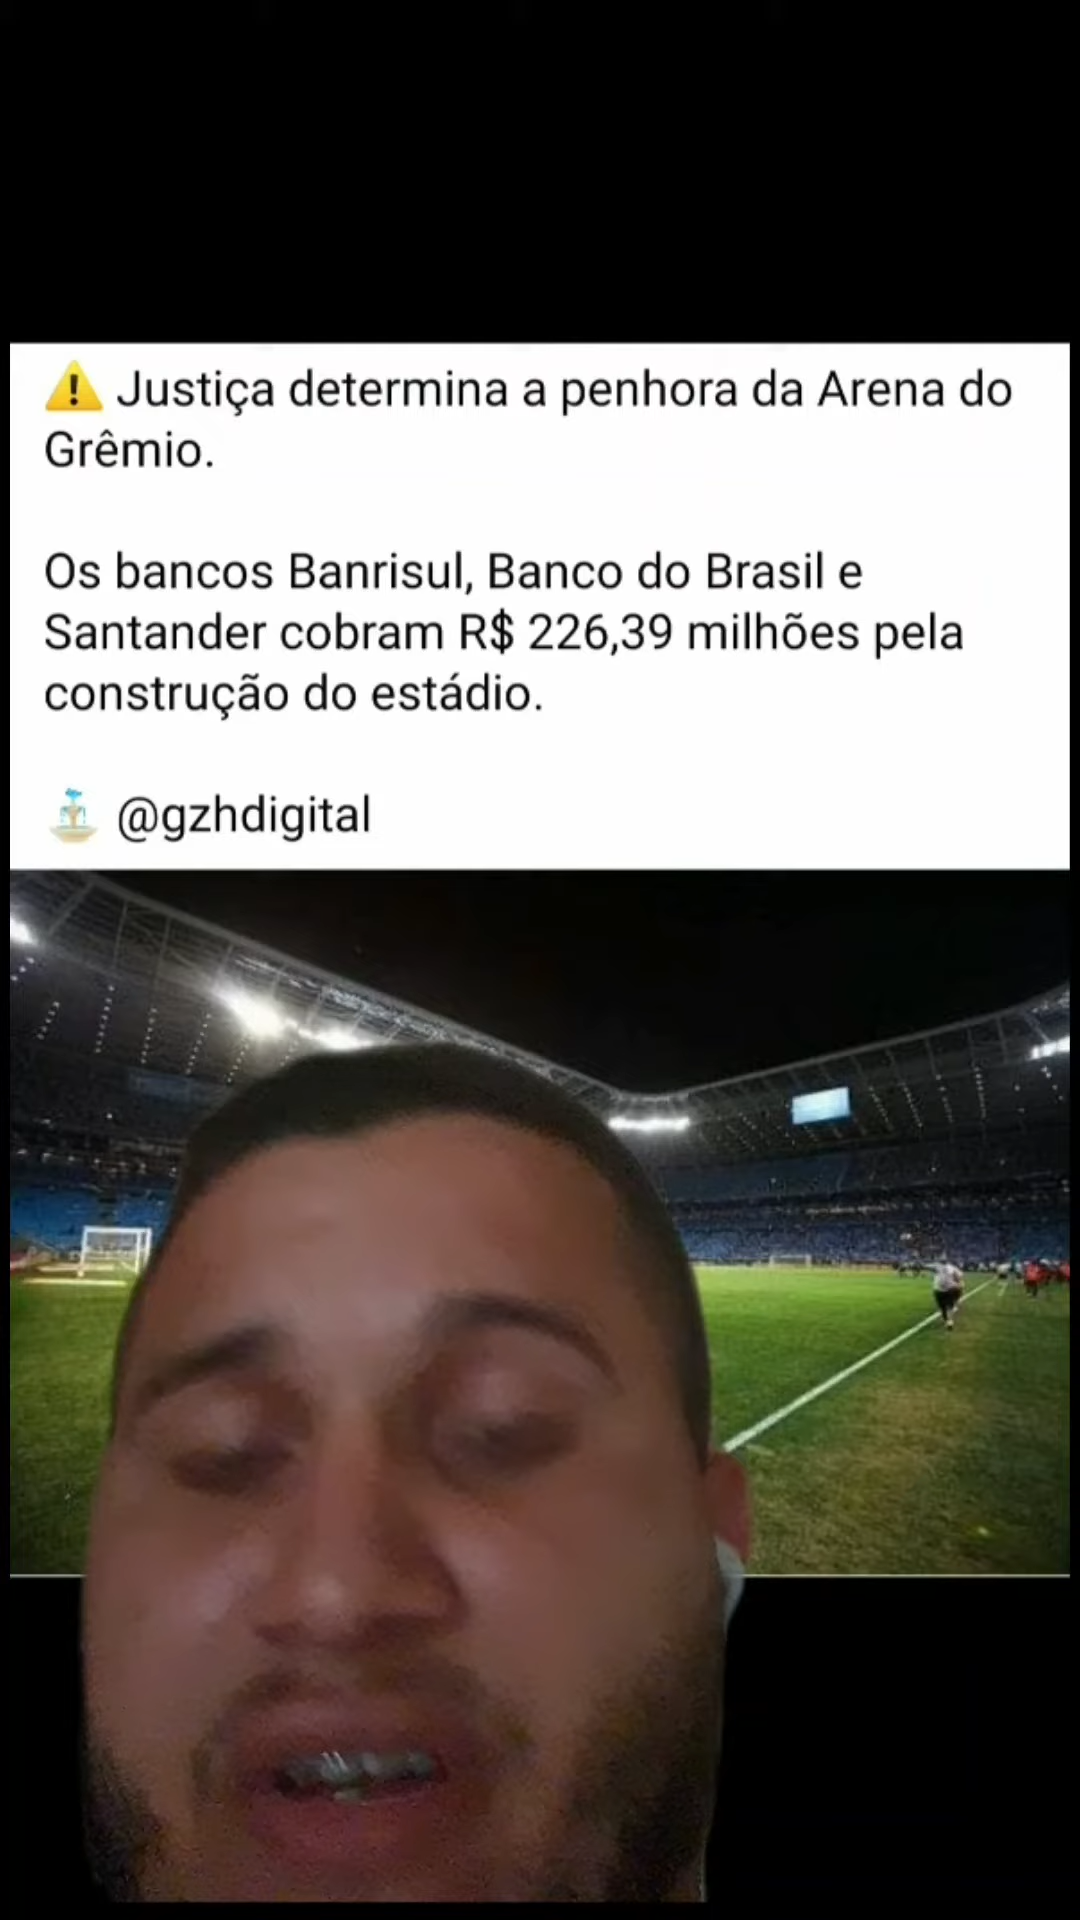 ⚠️ Justiça determina a penhora da Arena do
Grêmio.
Os bancos Banrisul, Banco do Brasil e
Santander cobram R$ 226,39 milhões pela
construção do estádio.
⛲ @gzhdigital